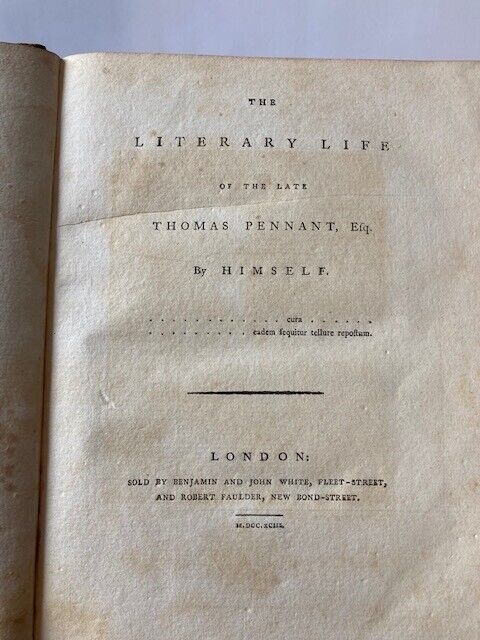 THE
LITERARY LIFE
OF THE LATE
THOMAS PENNANT, Eſq.
By HIMSELF.
. . . . . . . . . . . . cura . . . . . .
. . . . . . . . . eadem ſequitur tellure repoſtum.
LONDON:
SOLD BY BENJAMIN AND JOHN WHITE, FLEET-STREET,
AND ROBERT FAULDER, NEW BOND-STREET.
M.DCC.XCIII.